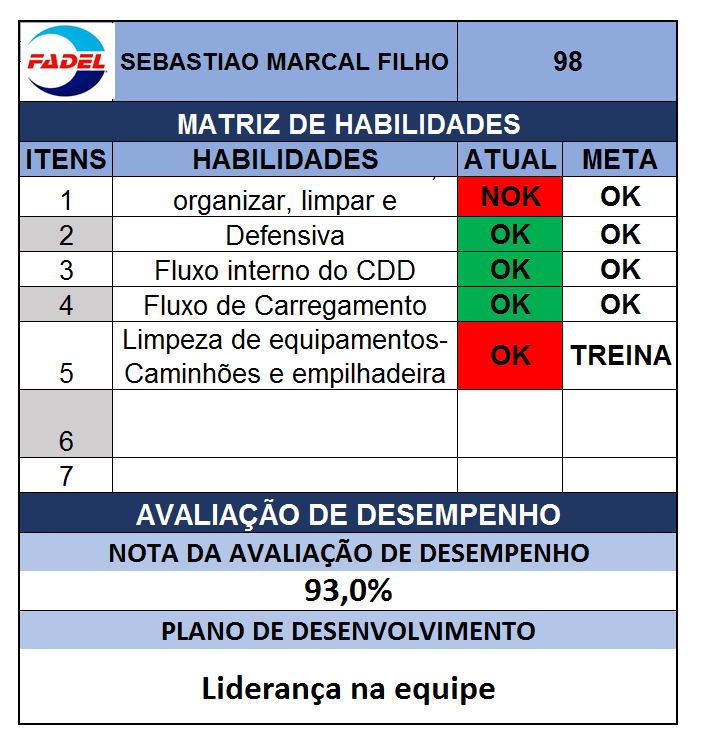 FADEL
SEBASTIAO MARCAL FILHO 98
MATRIZ DE HABILIDADES
ITENS HABILIDADES ATUAL META
1 organizar, limpar e NOK OK
2 Defensiva OK OK
3 Fluxo interno do CDD OK OK
4 Fluxo de Carregamento OK OK
Limpeza de equipamentos-
5 Caminhões e empilhadeira OK TREINA
6
7
AVALIAÇÃO DE DESEMPENHO
NOTA DA AVALIAÇÃO DE DESEMPENHO
93,0%
PLANO DE DESENVOLVIMENTO
Liderança na equipe